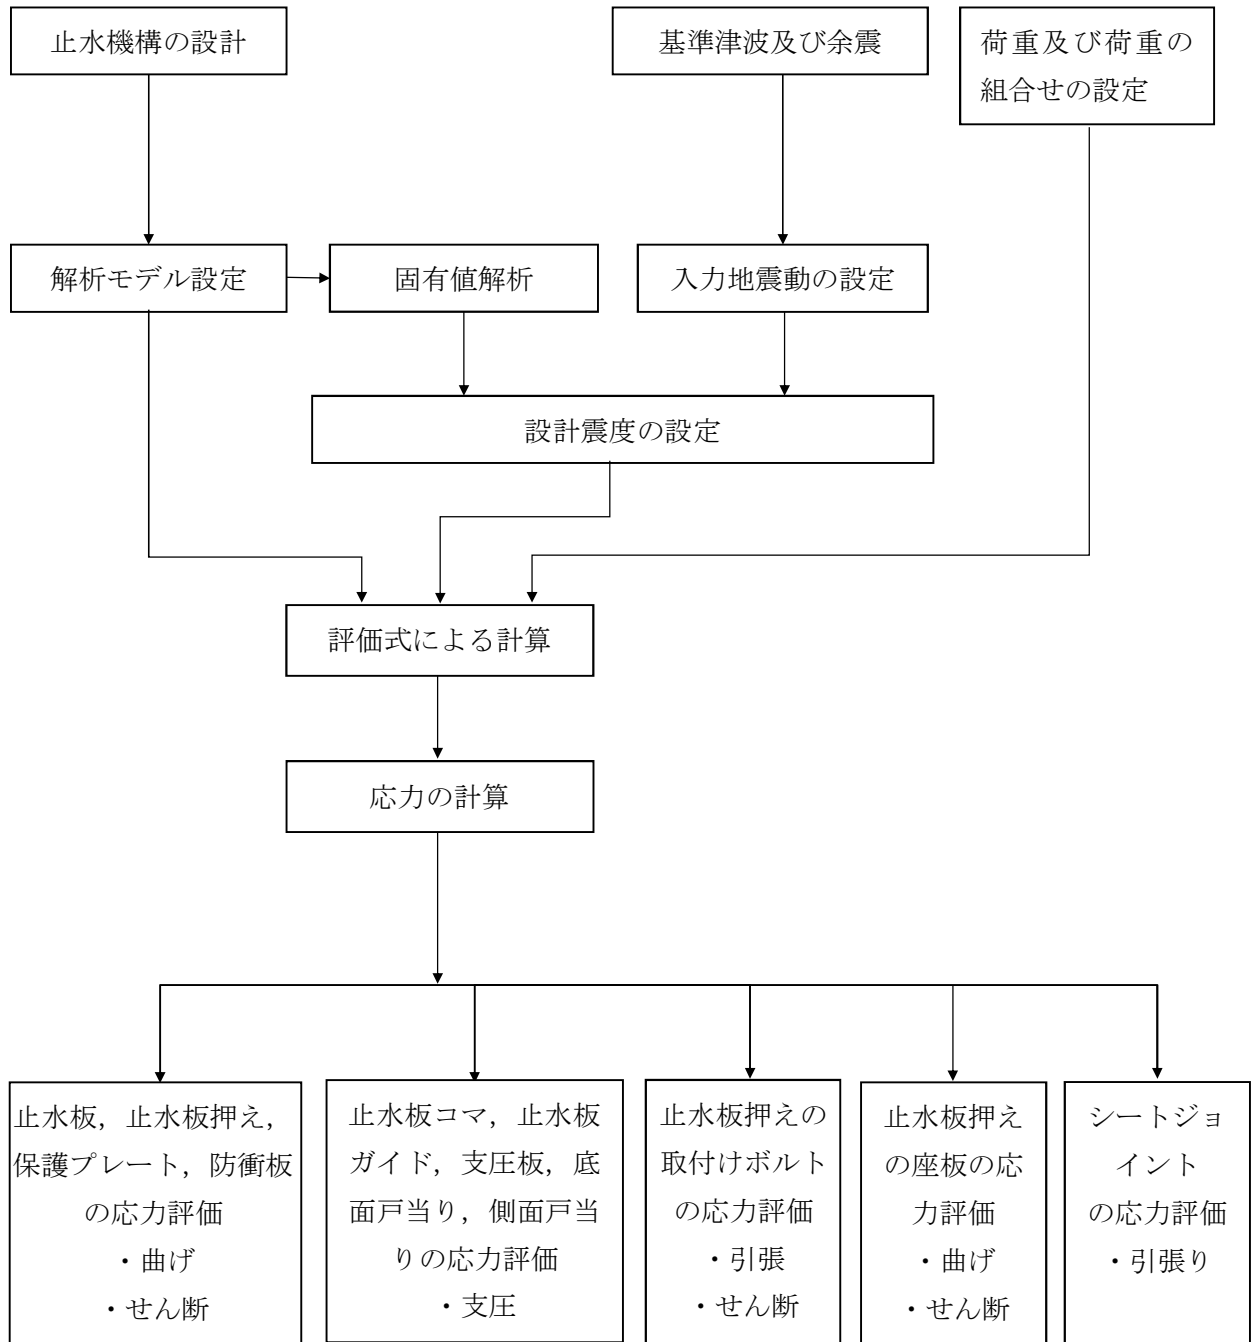 止水機構の設計
基準津波及び余震
荷重及び荷重の
組合せの設定
解析モデル設定
固有値解析
入力地震動の設定
設計震度の設定
評価式による計算
応力の計算
止水板，止水板押え，
保護プレート，防衝板
の応力評価
・曲げ
・せん断
止水板コマ，止水板
ガイド，支圧板，底
面戸当り，側面戸当
りの応力評価
・支圧
止水板押えの
取付けボルト
の応力評価
・引張
・せん断
止水板押え
の座板の応
力評価
・曲げ
・せん断
シートジョ
イント
の応力評価
・引張り